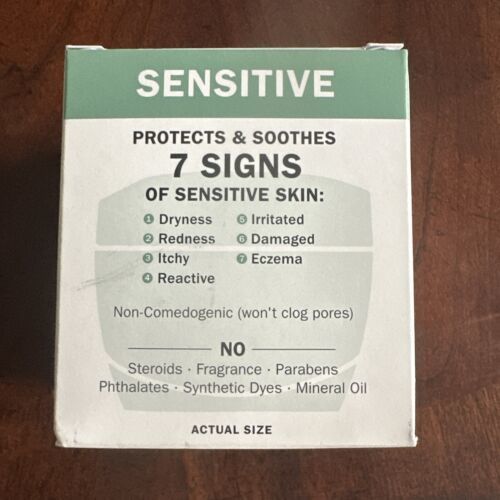 SENSITIVE
PROTECTS & SOOTHES
7 SIGNS
OF SENSITIVE SKIN:
1 Dryness 5 Irritated
2 Redness 6 Damaged
3 Itchy 7 Eczema
4 Reactive
Non-Comedogenic (won't clog pores)
NO
Steroids · Fragrance · Parabens
Phthalates · Synthetic Dyes · Mineral Oil
ACTUAL SIZE